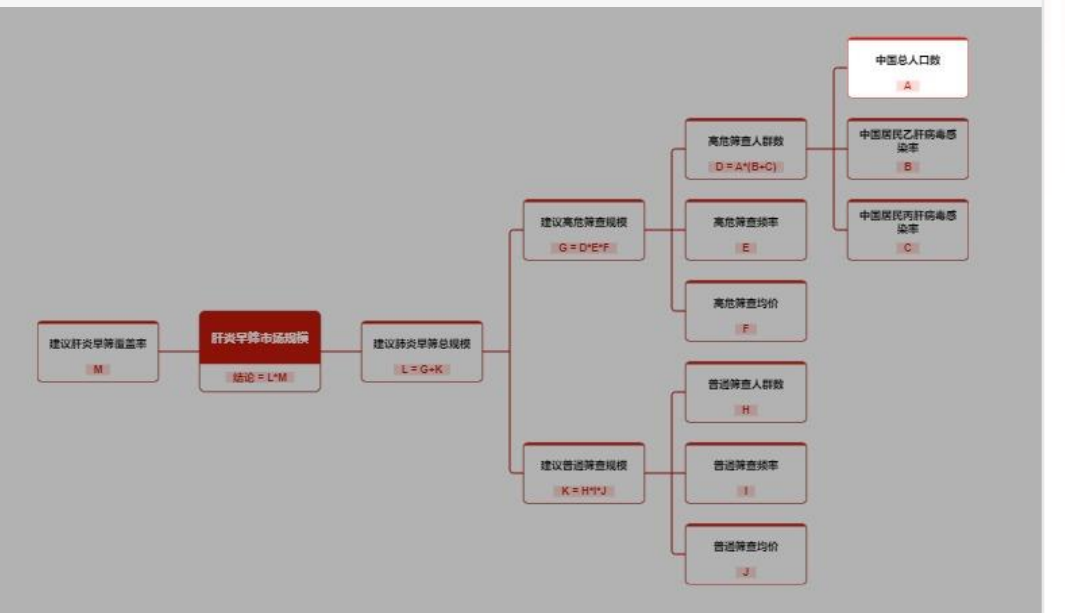 中国总人口数
A
高危筛查人群数
D = A*(B+C)
中国居民乙肝病毒感
染率
B
建议高危筛查规模
G = D*E*F
高危筛查频率
E
中国居民丙肝病毒感
染率
C
高危筛查均价
F
建议肝炎早筛覆盖率
M
肝炎早筛市场规模
结论 = L*M
建议肺炎早筛总规模
L = G+K
普通筛查人群数
H
建议普通筛查规模
K = H*I*J
普通筛查频率
I
普通筛查均价
J